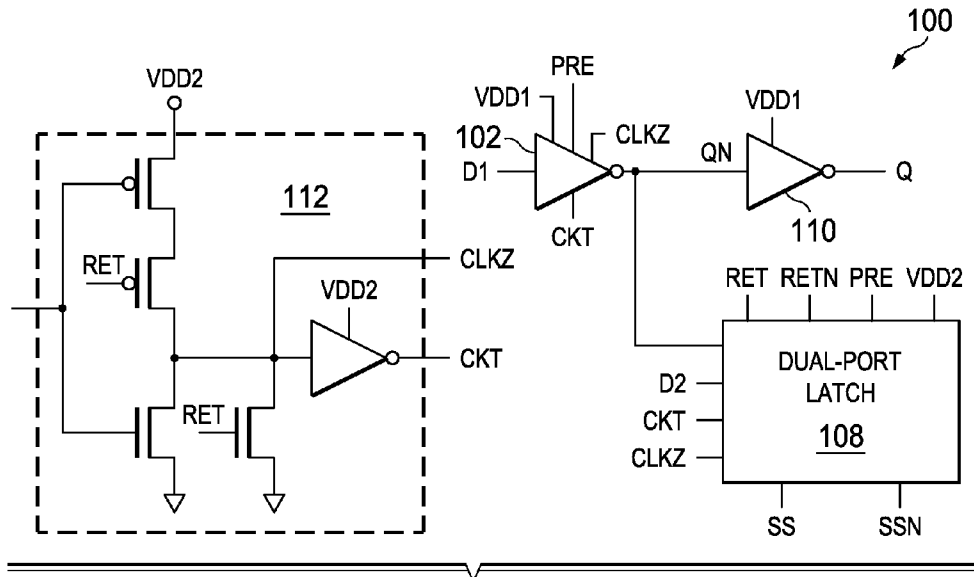 100
VDD2
PRE
VDD1
VDD1
102
CLKZ
D1
QN
Q
112
CKT
110
RET
CLKZ
VDD2
RET RETN PRE VDD2
CKT
DUAL-PORT
LATCH
D2
RET
CKT
108
CLKZ
SS
SSN